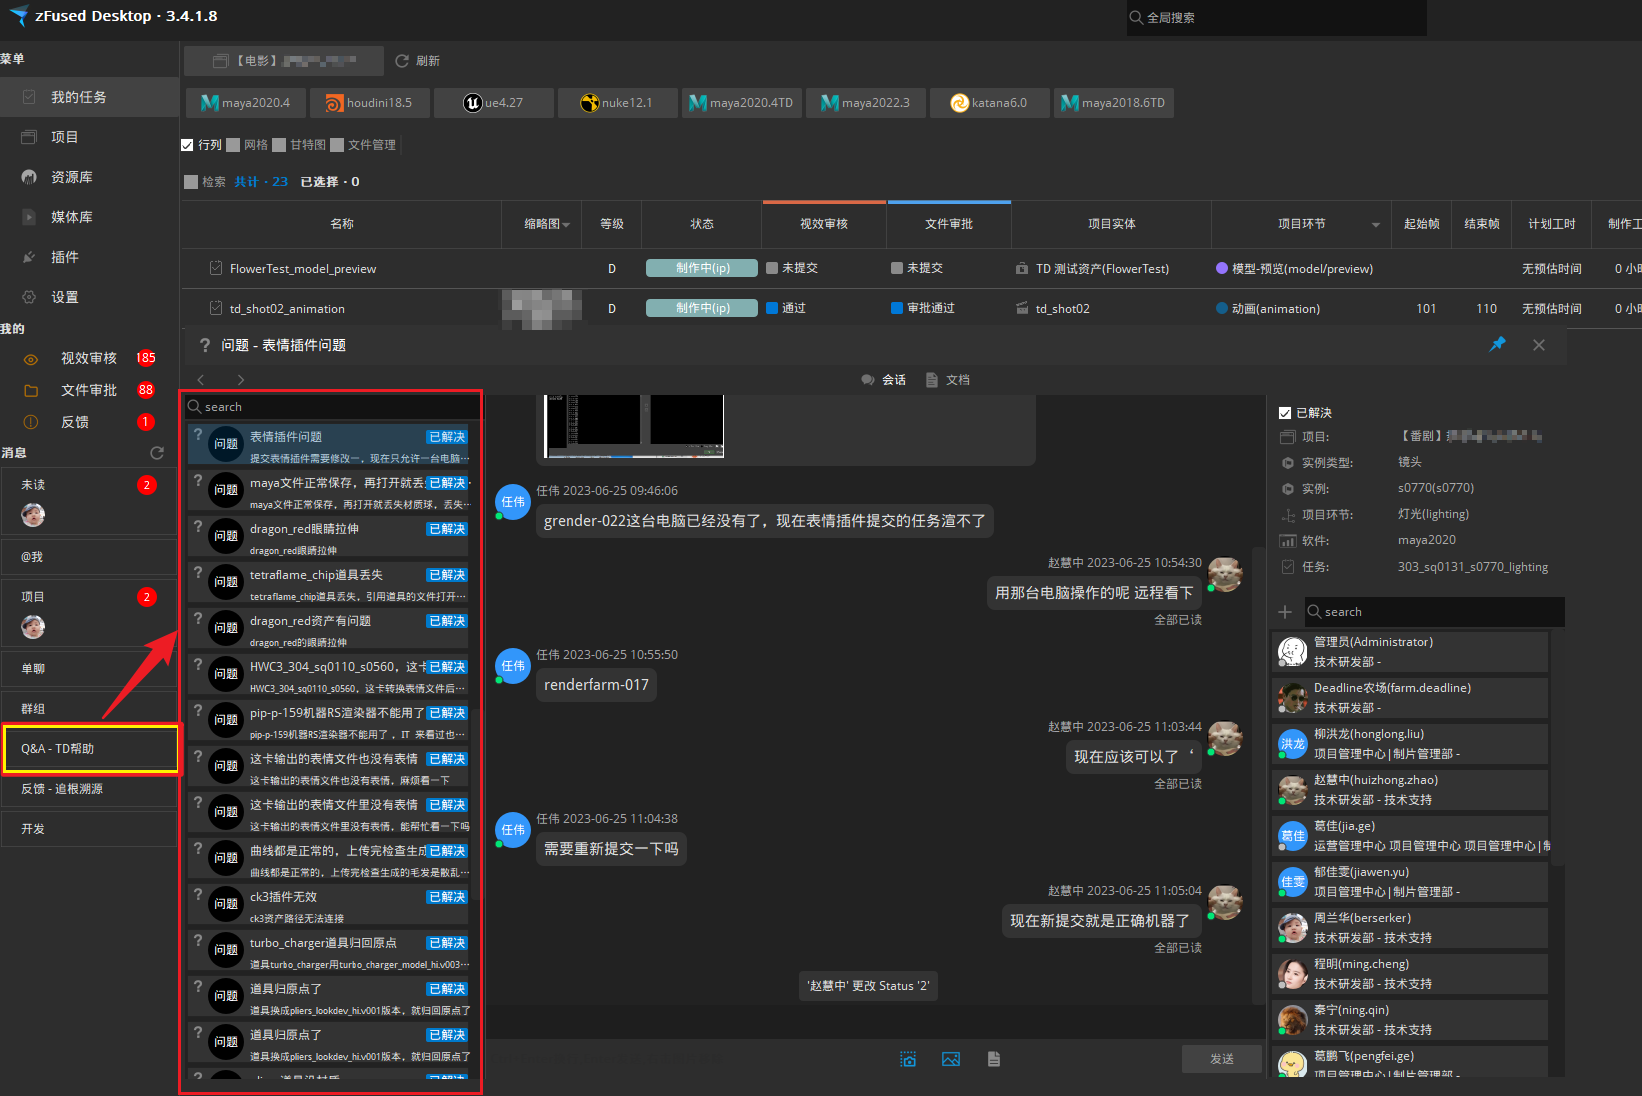 zFused Desktop · 3.4.1.8
全局搜索
菜单
我的任务
项目
资源库
媒体库
插件
设置
我的
视效审核 185
文件审批 88
反馈 1
消息
未读 2
@我
项目 2
单聊
群组
Q&A - TD帮助
反馈 - 追根溯源
开发
【电影】
刷新
maya2020.4 houdini18.5 ue4.27 nuke12.1 maya2020.4TD maya2022.3 katana6.0 maya2018.6TD
行列 网格 甘特图 文件管理
检索 共计 · 23 已选择 · 0
名称 缩略图 等级 状态 视效审核 文件审批 项目实体 项目环节 起始帧 结束帧 计划工时 制作工
FlowerTest_model_preview D 制作中(ip) 未提交 未提交 TD 测试资产(FlowerTest) 模型-预览(model/preview) 无预估时间 0 小时
td_shot02_animation D 制作中(ip) 通过 审批通过 td_shot02 动画(animation) 101 110 无预估时间 0 小时
? 问题 - 表情插件问题
会话 文档
search
? 问题 表情插件问题 已解决
提交表情插件需要修改一，现在只允许一台电脑…
? 问题 maya文件正常保存，再打开就丢 已解决
maya文件正常保存，再打开就丢失材质球，丢失…
? 问题 dragon_red眼睛拉伸 已解决
dragon_red眼睛拉伸
? 问题 tetraflame_chip道具丢失 已解决
tetraflame_chip道具丢失，引用道具的文件打开…
? 问题 dragon_red资产有问题 已解决
dragon_red的眼睛拉伸
? 问题 HWC3_304_sq0110_s0560，这卡 已解决
HWC3_304_sq0110_s0560，这卡转换表情文件后…
? 问题 pip-p-159机器RS渲染器不能用了 已解决
pip-p-159机器RS渲染器不能用了 ，IT 来看过也…
? 问题 这卡输出的表情文件也没有表情 已解决
这卡输出的表情文件也没有表情，麻烦看一下
? 问题 这卡输出的表情文件里没有表情 已解决
这卡输出的表情文件里没有表情，能帮忙看一下吗
? 问题 曲线都是正常的，上传完检查生成 已解决
曲线都是正常的，上传完检查生成的毛发是散乱…
? 问题 ck3插件无效 已解决
ck3资产路径无法连接
? 问题 turbo_charger道具归回原点 已解决
道具turbo_charger用turbo_charger_model_hi.v003…
? 问题 道具归原点了 已解决
道具换成pliers_lookdev_hi.v001版本，就归回原点了
? 问题 道具归原点了 已解决
道具换成pliers_lookdev_hi.v001版本，就归回原点了
任伟 任伟 2023-06-25 09:46:06
grender-022这台电脑已经没有了，现在表情插件提交的任务渲不了
赵慧中 2023-06-25 10:54:30
用那台电脑操作的呢 远程看下
全部已读
任伟 任伟 2023-06-25 10:55:50
renderfarm-017
赵慧中 2023-06-25 11:03:44
现在应该可以了‘
全部已读
任伟 任伟 2023-06-25 11:04:38
需要重新提交一下吗
赵慧中 2023-06-25 11:05:04
现在新提交就是正确机器了
全部已读
'赵慧中' 更改 Status '2'
发送
已解决
项目: 【番剧】
实例类型: 镜头
实例: s0770(s0770)
项目环节: 灯光(lighting)
软件: maya2020
任务: 303_sq0131_s0770_lighting
search
管理员(Administrator)
技术研发部 -
Deadline农场(farm.deadline)
技术研发部 -
洪龙 柳洪龙(honglong.liu)
项目管理中心|制片管理部 -
赵慧中(huizhong.zhao)
技术研发部 - 技术支持
葛佳 葛佳(jia.ge)
运营管理中心 项目管理中心 项目管理中心|制
佳雯 郁佳雯(jiawen.yu)
项目管理中心|制片管理部 -
周兰华(berserker)
技术研发部 - 技术支持
程明(ming.cheng)
技术研发部 - 技术支持
秦宁(ning.qin)
技术研发部 - 技术支持
葛鹏飞(pengfei.ge)
项目管理中心|制片管理部 -